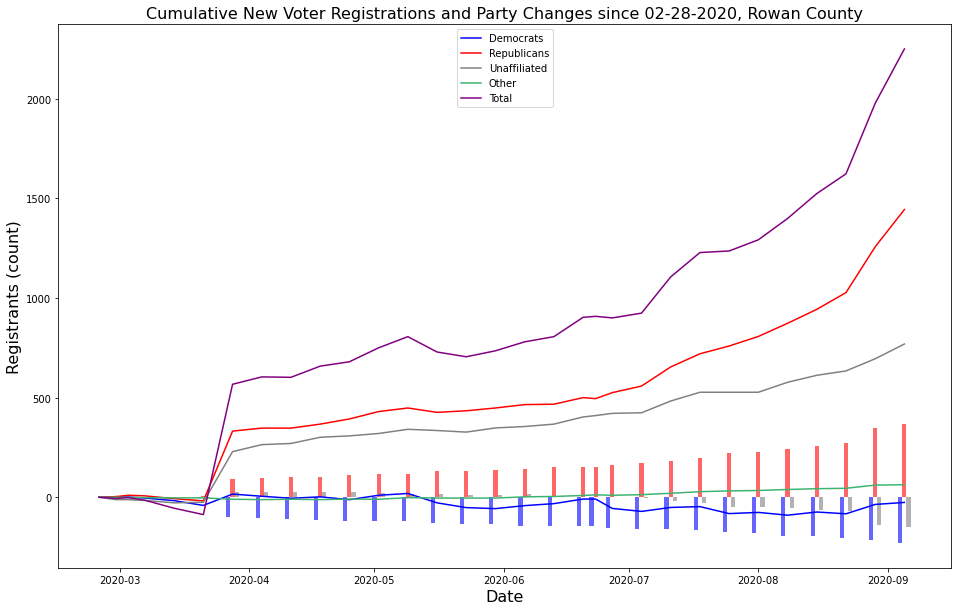 Cumulative New Voter Registrations and Party Changes since 02-28-2020, Rowan County
Democrats
Republicans
Unaffiliated
Other
Total
2000
1500
1000
500
0
Registrants (count)
2020-03
2020-04
2020-05
2020-06
2020-07
2020-08
2020-09
Date